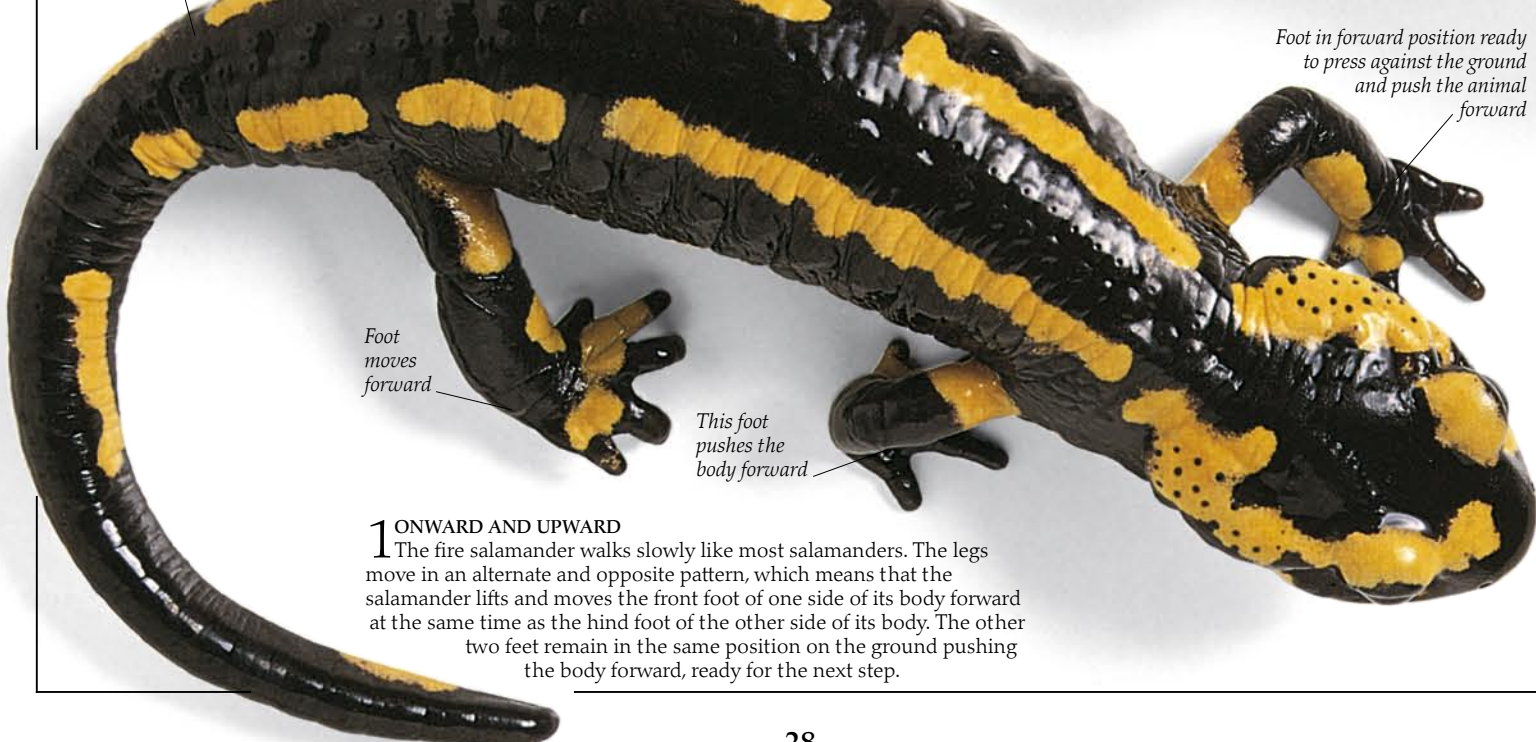 Foot in forward position ready
to press against the ground
and push the animal
forward
Foot
moves
forward
This foot
pushes the
body forward
1 ONWARD AND UPWARD
The fire salamander walks slowly like most salamanders. The legs
move in an alternate and opposite pattern, which means that the
salamander lifts and moves the front foot of one side of its body forward
at the same time as the hind foot of the other side of its body. The other
two feet remain in the same position on the ground pushing
the body forward, ready for the next step.
28